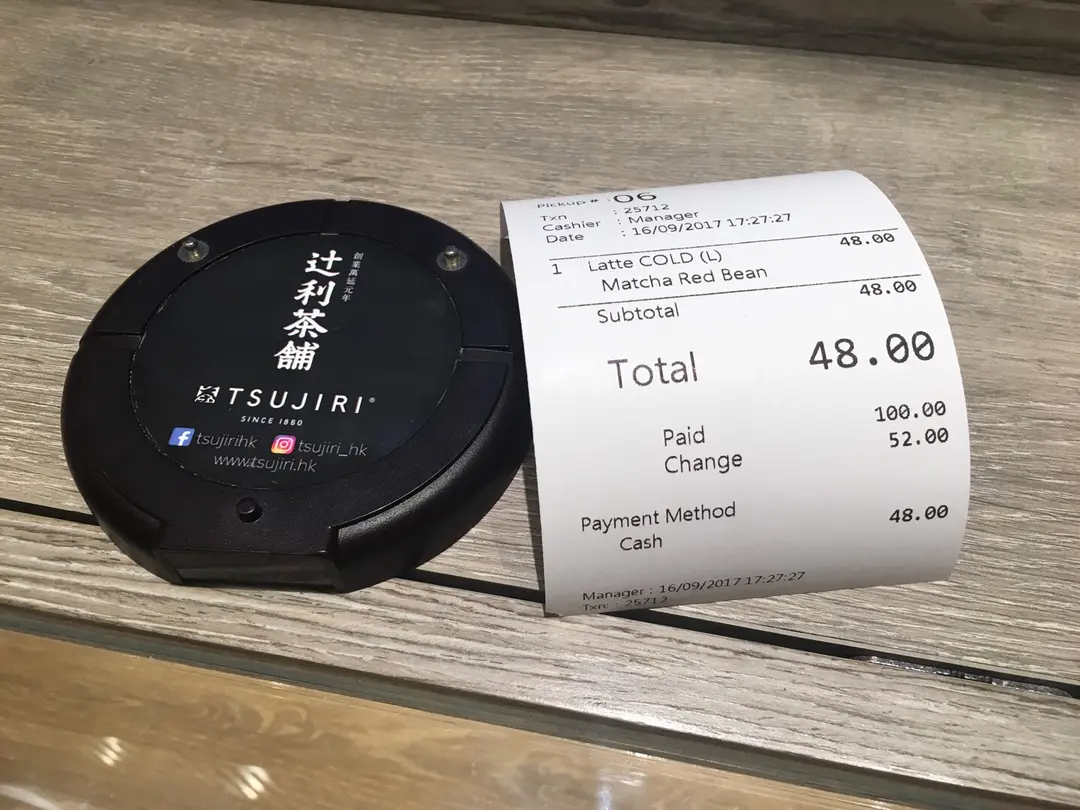 創業萬延元年
辻利茶舗
TSUJIRI®
SINCE 1860
tsujirihk tsujiri_hk
www.tsujiri.hk
Pickup # : 06
Txn : 25712
Cashier : Manager
Date : 16/09/2017 17:27:27
1 Latte COLD (L) 48.00
Matcha Red Bean
Subtotal 48.00
Total 48.00
Paid 100.00
Change 52.00
Payment Method
Cash 48.00
Manager : 16/09/2017 17:27:27
Txn: : 25712